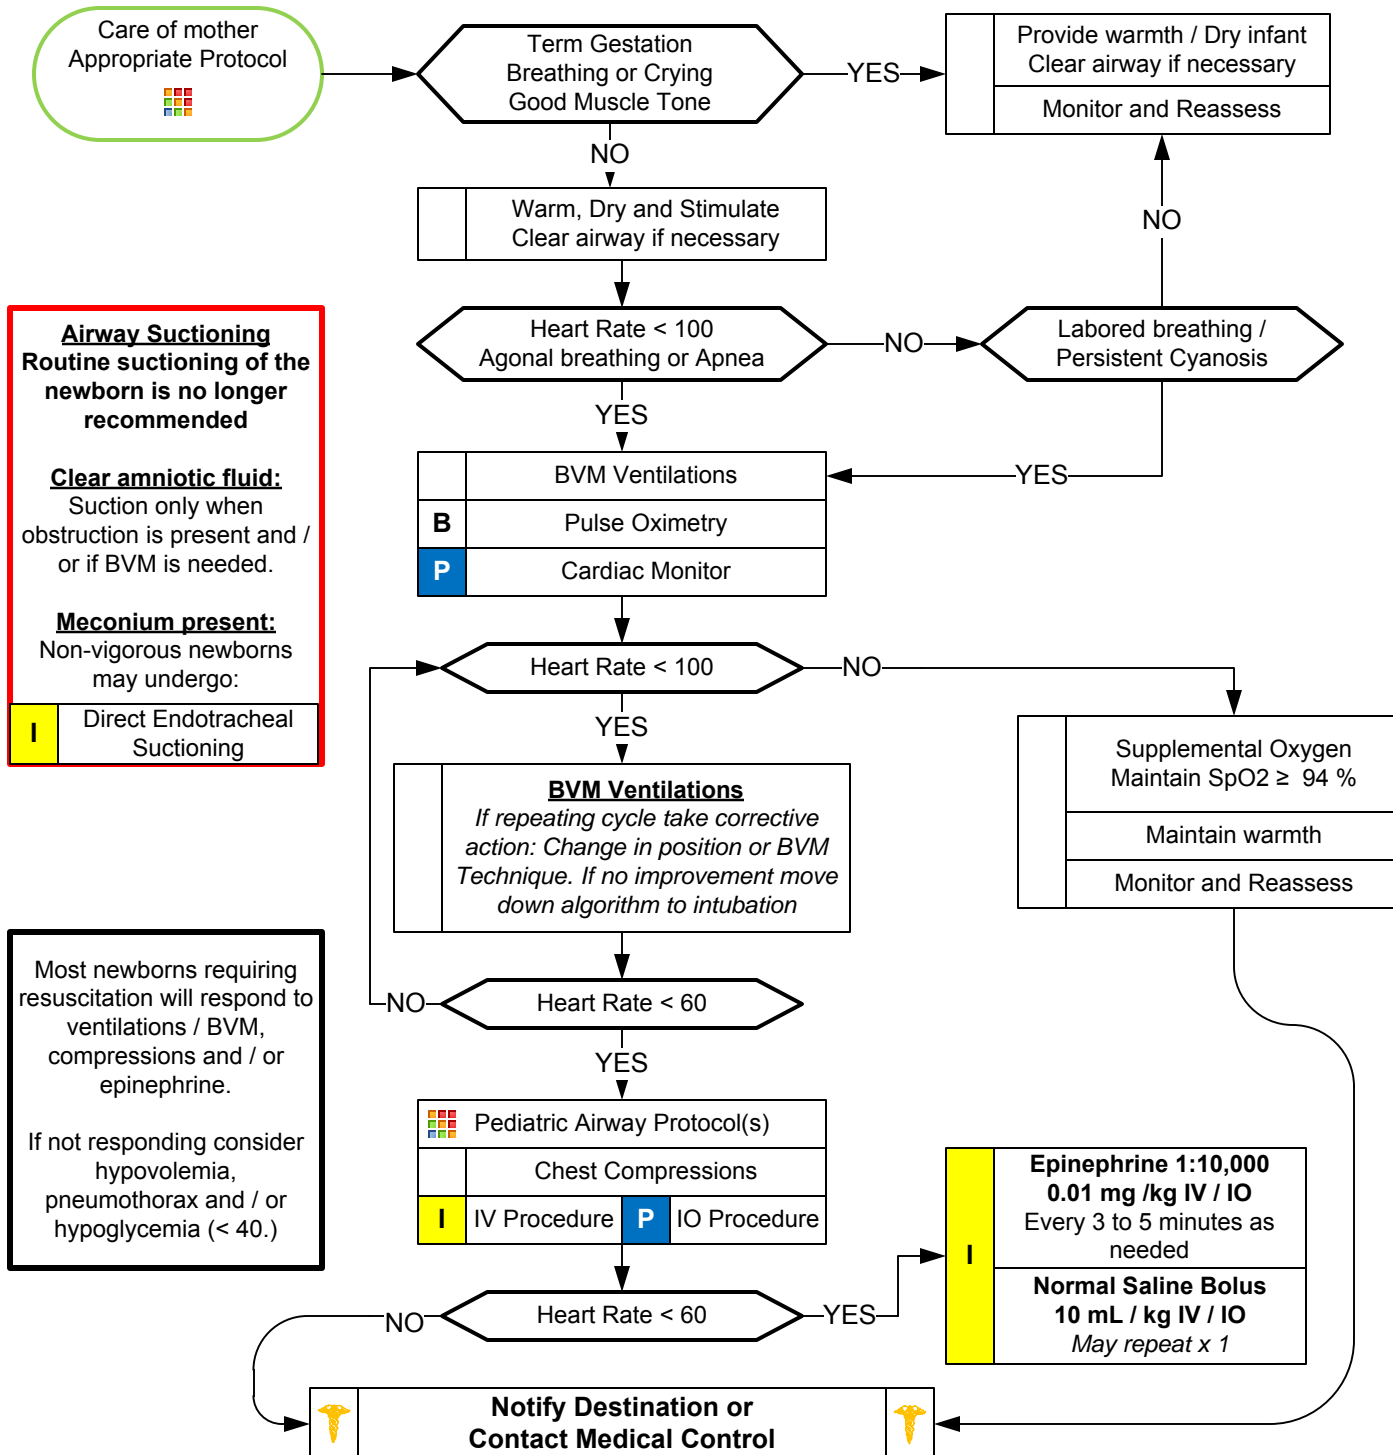 Care of mother
Appropriate Protocol
Term Gestation
Breathing or Crying
Good Muscle Tone
YES
Provide warmth / Dry infant
Clear airway if necessary
Monitor and Reassess
NO
Warm, Dry and Stimulate
Clear airway if necessary
NO
Heart Rate < 100
Agonal breathing or Apnea
NO
Labored breathing /
Persistent Cyanosis
YES
YES
Airway Suctioning
Routine suctioning of the
newborn is no longer
recommended
Clear amniotic fluid:
Suction only when
obstruction is present and /
or if BVM is needed.
Meconium present:
Non-vigorous newborns
may undergo:
I
Direct Endotracheal
Suctioning
BVM Ventilations
B
Pulse Oximetry
P
Cardiac Monitor
Heart Rate < 100
NO
YES
Supplemental Oxygen
Maintain SpO2 ≥ 94 %
Maintain warmth
Monitor and Reassess
BVM Ventilations
If repeating cycle take corrective
action: Change in position or BVM
Technique. If no improvement move
down algorithm to intubation
NO
Heart Rate < 60
YES
Most newborns requiring
resuscitation will respond to
ventilations / BVM,
compressions and / or
epinephrine.
If not responding consider
hypovolemia,
pneumothorax and / or
hypoglycemia (< 40.)
Pediatric Airway Protocol(s)
Chest Compressions
I
IV Procedure
P
IO Procedure
Heart Rate < 60
NO
YES
I
Epinephrine 1:10,000
0.01 mg /kg IV / IO
Every 3 to 5 minutes as
needed
Normal Saline Bolus
10 mL / kg IV / IO
May repeat x 1
Notify Destination or
Contact Medical Control